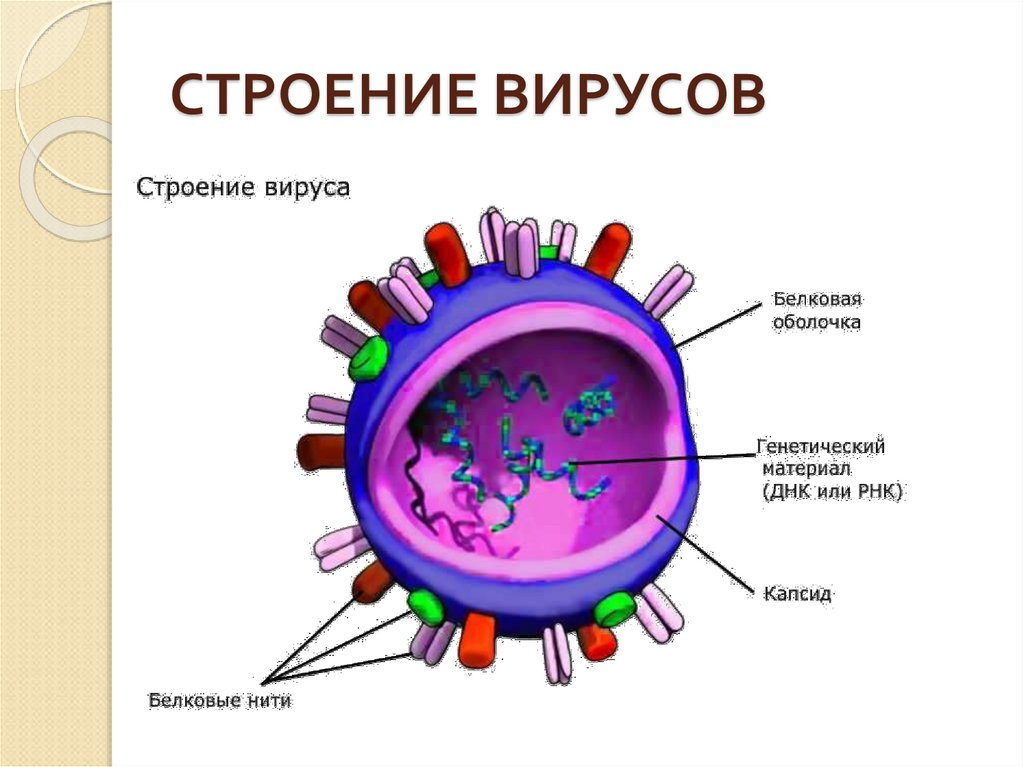 СТРОЕНИЕ ВИРУСОВ
Строение вируса
Белковая
оболочка
Генетический
материал
(ДНК или РНК)
Капсид
Белковые нити